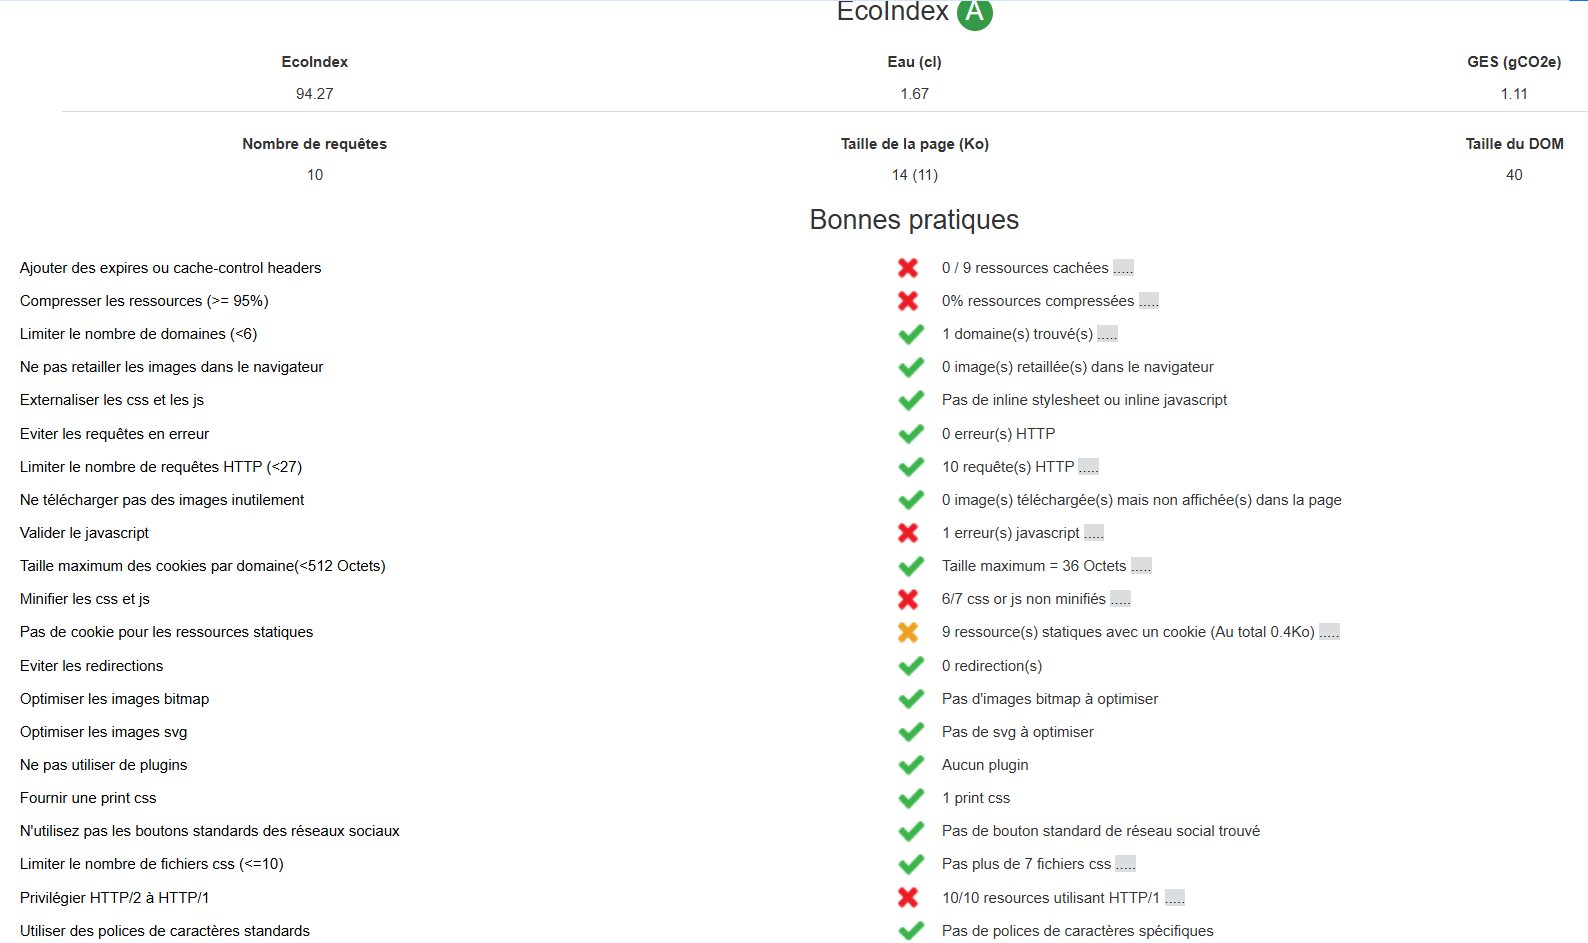 EcoIndex A
EcoIndex Eau (cl) GES (gCO2e)
94.27 1.67 1.11
Nombre de requêtes Taille de la page (Ko) Taille du DOM
10 14 (11) 40
Bonnes pratiques
Ajouter des expires ou cache-control headers 0 / 9 ressources cachées .....
Compresser les ressources (>= 95%) 0% ressources compressées .....
Limiter le nombre de domaines (<6) 1 domaine(s) trouvé(s) .....
Ne pas retailler les images dans le navigateur 0 image(s) retaillée(s) dans le navigateur
Externaliser les css et les js Pas de inline stylesheet ou inline javascript
Eviter les requêtes en erreur 0 erreur(s) HTTP
Limiter le nombre de requêtes HTTP (<27) 10 requête(s) HTTP .....
Ne télécharger pas des images inutilement 0 image(s) téléchargée(s) mais non affichée(s) dans la page
Valider le javascript 1 erreur(s) javascript .....
Taille maximum des cookies par domaine(<512 Octets) Taille maximum = 36 Octets .....
Minifier les css et js 6/7 css or js non minifiés .....
Pas de cookie pour les ressources statiques 9 ressource(s) statiques avec un cookie (Au total 0.4Ko) .....
Eviter les redirections 0 redirection(s)
Optimiser les images bitmap Pas d'images bitmap à optimiser
Optimiser les images svg Pas de svg à optimiser
Ne pas utiliser de plugins Aucun plugin
Fournir une print css 1 print css
N'utilisez pas les boutons standards des réseaux sociaux Pas de bouton standard de réseau social trouvé
Limiter le nombre de fichiers css (<=10) Pas plus de 7 fichiers css .....
Privilégier HTTP/2 à HTTP/1 10/10 resources utilisant HTTP/1 .....
Utiliser des polices de caractères standards Pas de polices de caractères spécifiques